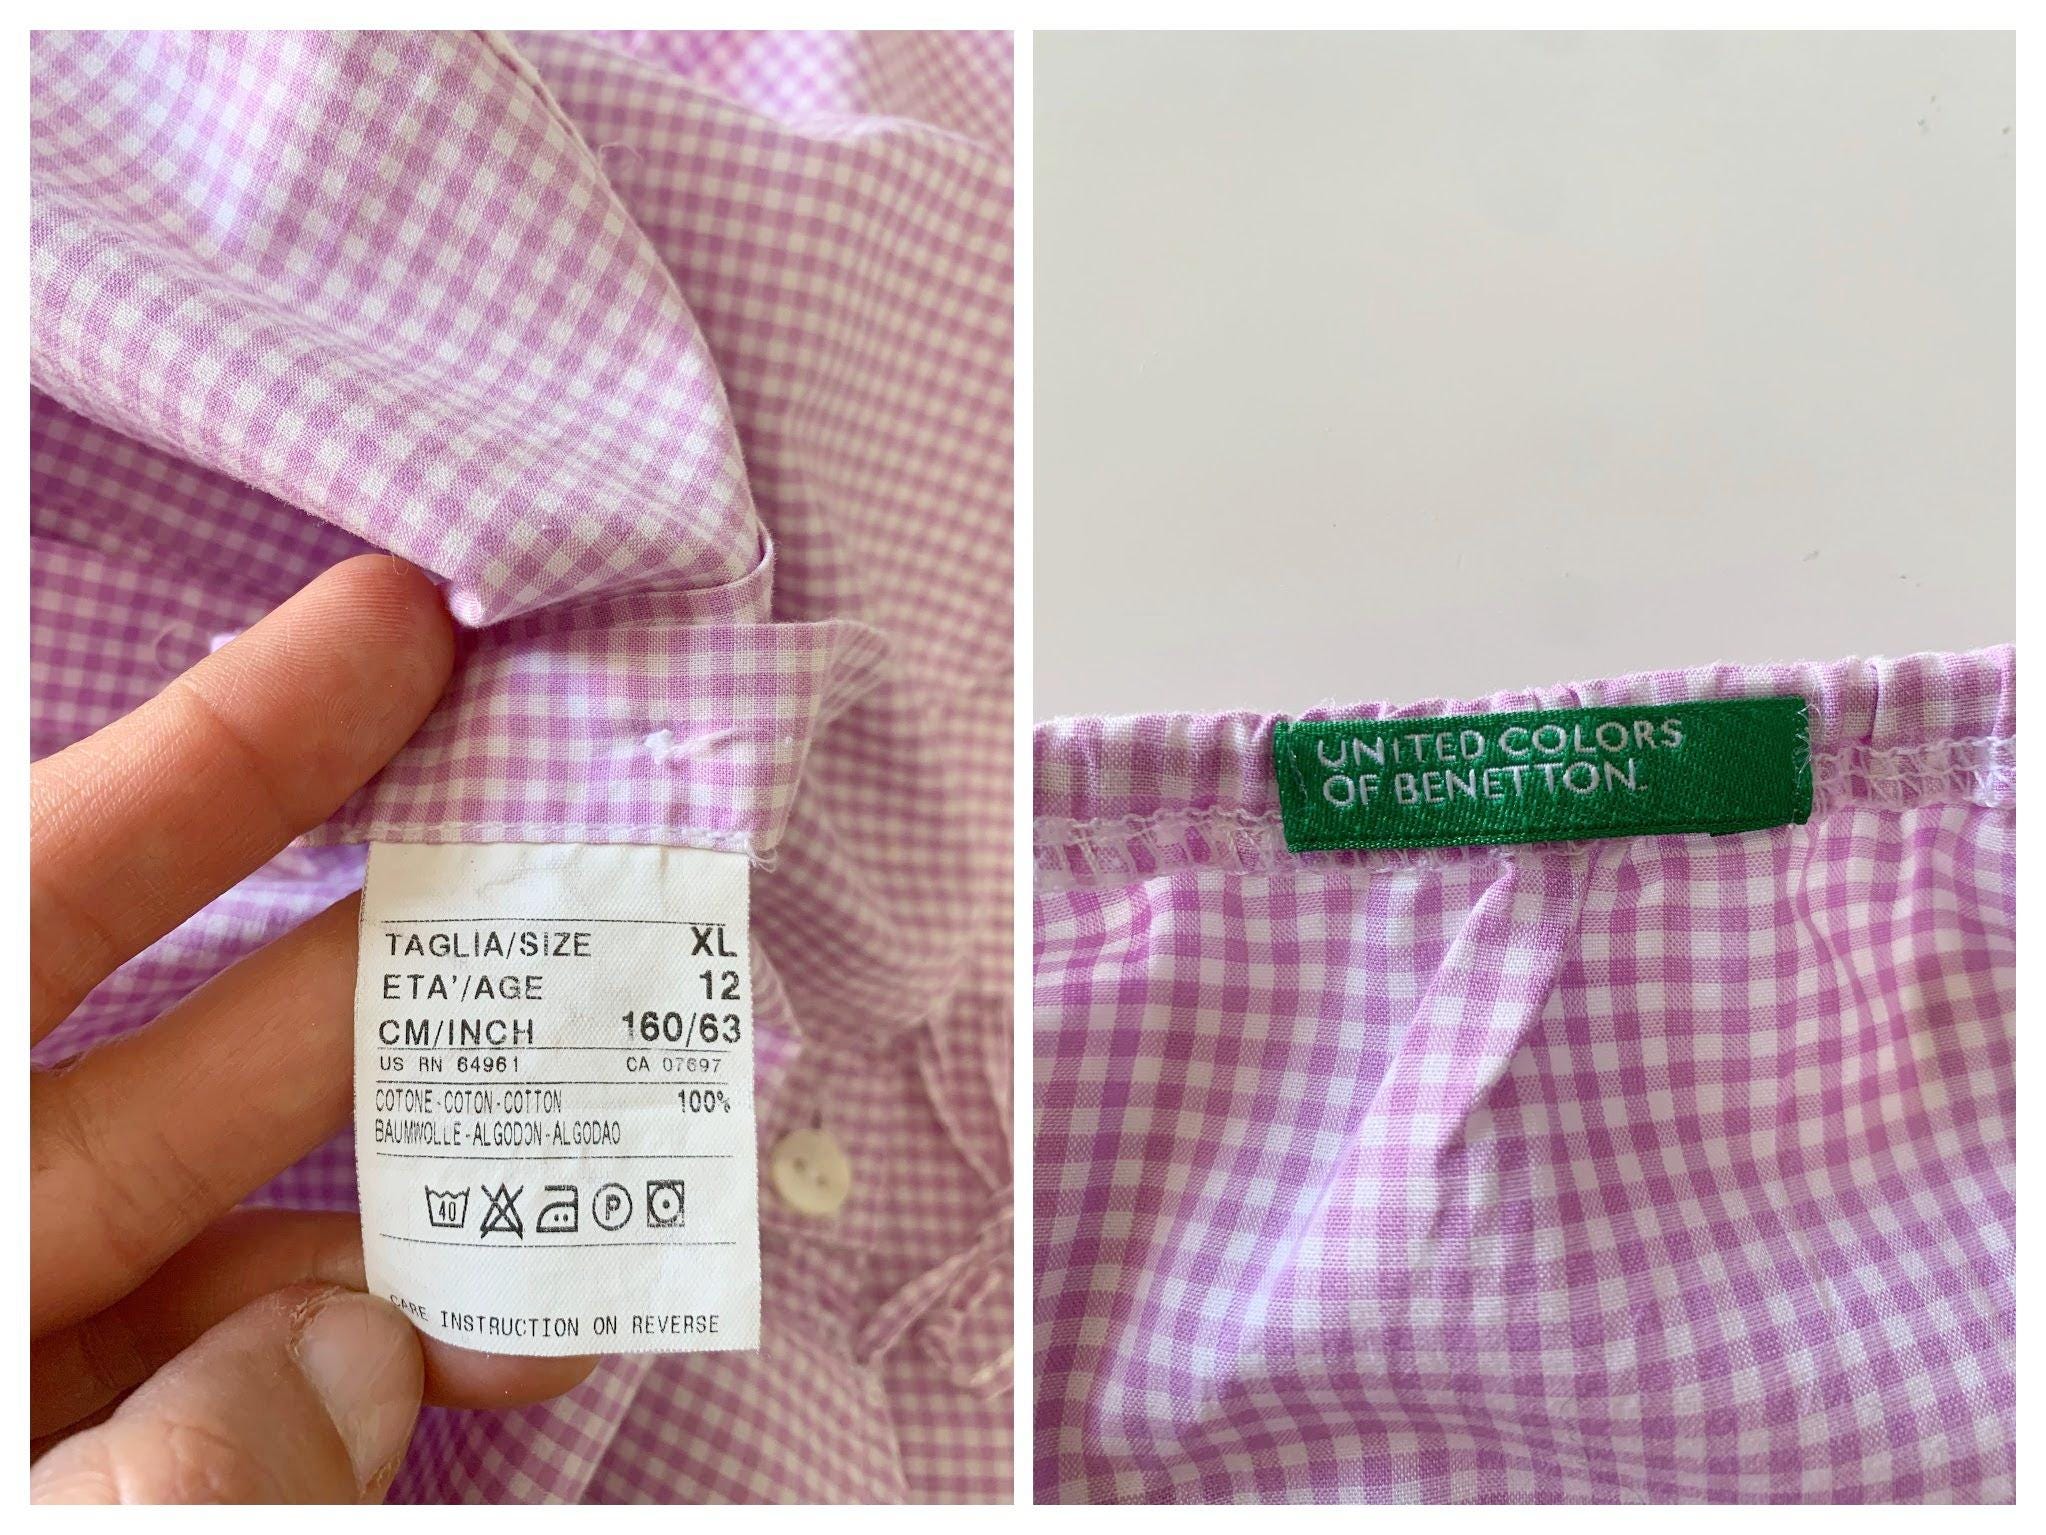 TAGLIA/SIZE XL
ETA'/AGE 12
CM/INCH 160/63
US RN 64961 CA 07697
COTONE-COTON-COTTON 100%
BAUMWOLLE-ALGODON-ALGODAO
40 P
CARE INSTRUCTION ON REVERSE
UNITED COLORS
OF BENETTON.